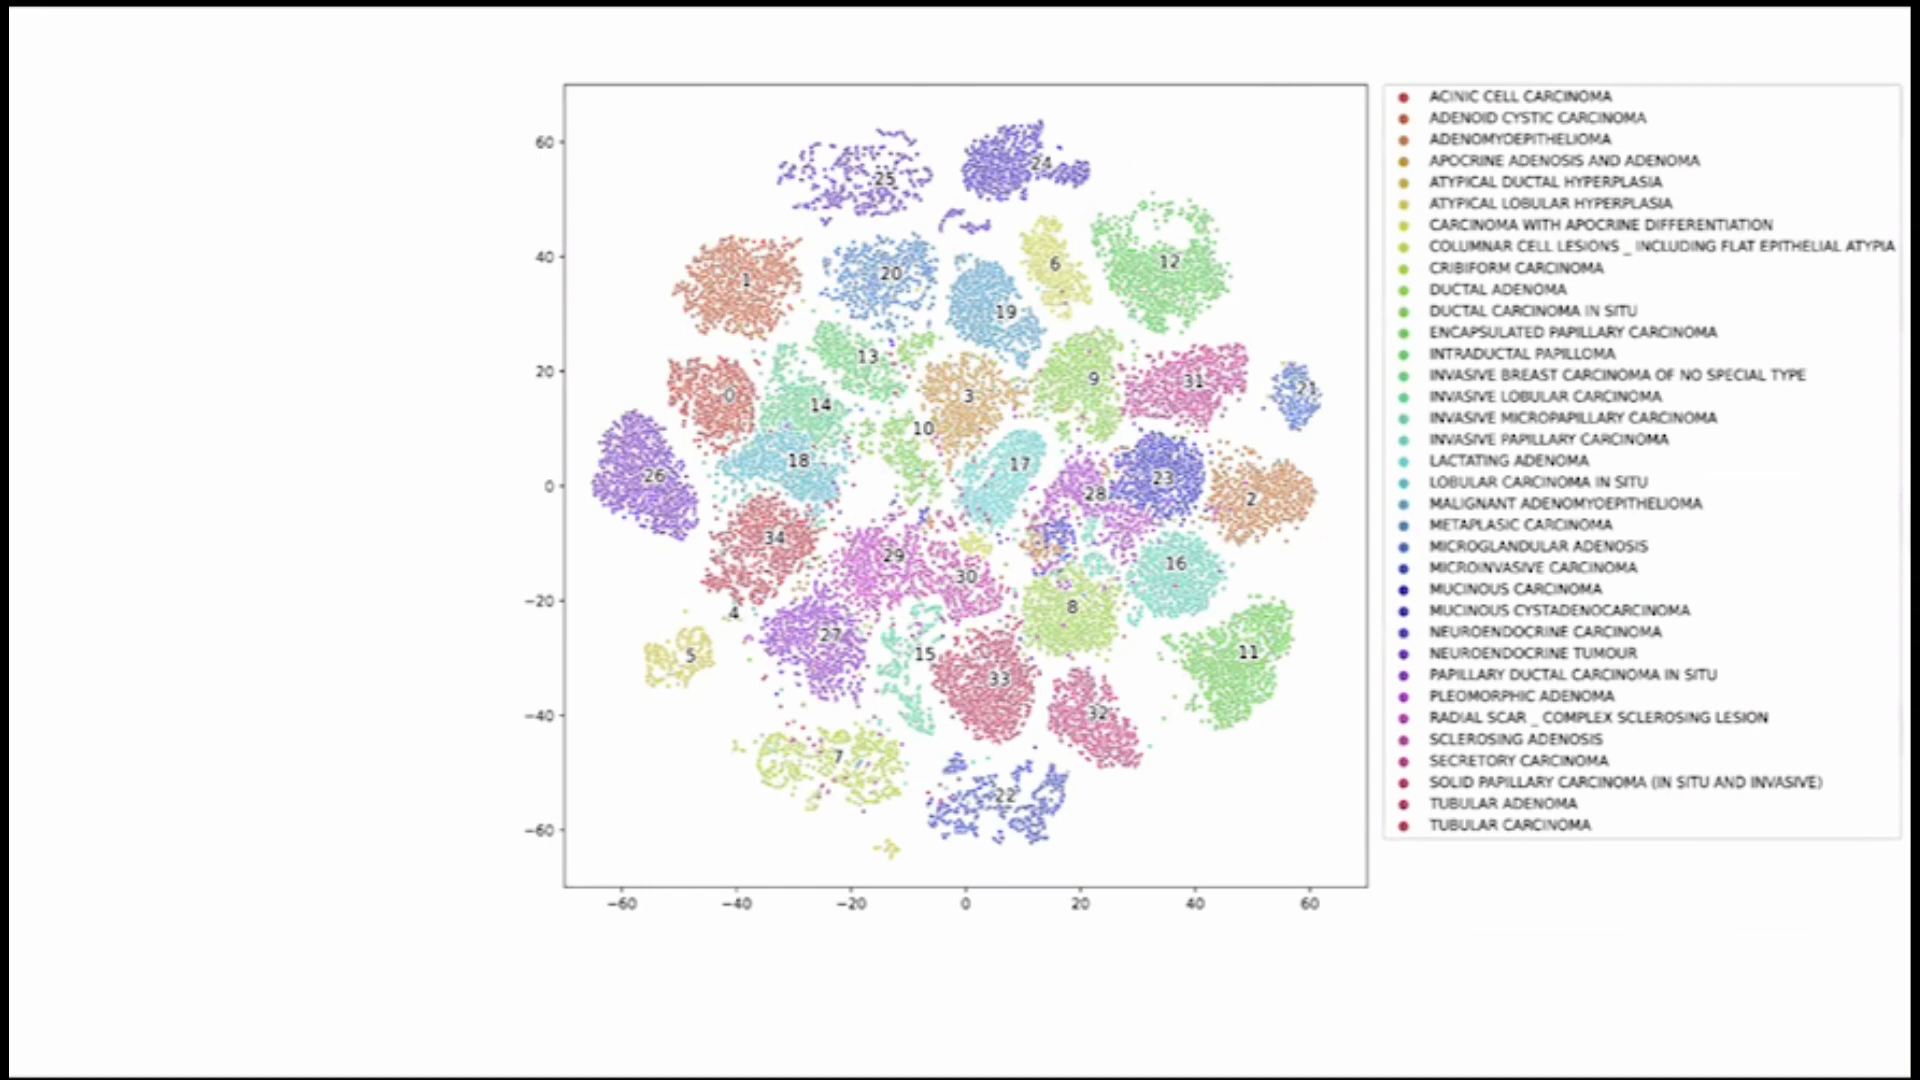 60
40
20
0
−20
−40
−60
−60
−40
−20
0
20
40
60
25
24
1
20
6
12
19
13
0
14
3
9
31
21
10
26
18
17
28
23
2
34
29
30
16
4
27
8
5
15
33
11
32
7
22
ACINIC CELL CARCINOMA
ADENOID CYSTIC CARCINOMA
ADENOMYOEPITHELIOMA
APOCRINE ADENOSIS AND ADENOMA
ATYPICAL DUCTAL HYPERPLASIA
ATYPICAL LOBULAR HYPERPLASIA
CARCINOMA WITH APOCRINE DIFFERENTIATION
COLUMNAR CELL LESIONS _ INCLUDING FLAT EPITHELIAL ATYPIA
CRIBIFORM CARCINOMA
DUCTAL ADENOMA
DUCTAL CARCINOMA IN SITU
ENCAPSULATED PAPILLARY CARCINOMA
INTRADUCTAL PAPILLOMA
INVASIVE BREAST CARCINOMA OF NO SPECIAL TYPE
INVASIVE LOBULAR CARCINOMA
INVASIVE MICROPAPILLARY CARCINOMA
INVASIVE PAPILLARY CARCINOMA
LACTATING ADENOMA
LOBULAR CARCINOMA IN SITU
MALIGNANT ADENOMYOEPITHELIOMA
METAPLASIC CARCINOMA
MICROGLANDULAR ADENOSIS
MICROINVASIVE CARCINOMA
MUCINOUS CARCINOMA
MUCINOUS CYSTADENOCARCINOMA
NEUROENDOCRINE CARCINOMA
NEUROENDOCRINE TUMOUR
PAPILLARY DUCTAL CARCINOMA IN SITU
PLEOMORPHIC ADENOMA
RADIAL SCAR _ COMPLEX SCLEROSING LESION
SCLEROSING ADENOSIS
SECRETORY CARCINOMA
SOLID PAPILLARY CARCINOMA (IN SITU AND INVASIVE)
TUBULAR ADENOMA
TUBULAR CARCINOMA